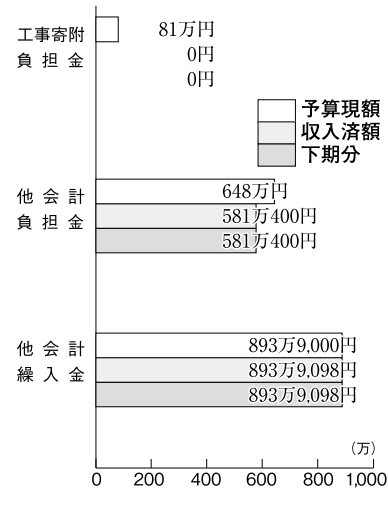 工事寄附
負担金
81万円
0円
0円
予算現額
収入済額
下期分
他会計
負担金
648万円
581万400円
581万400円
他会計
繰入金
893万9,000円
893万9,098円
893万9,098円
(万)
0 200 400 600 800 1,000